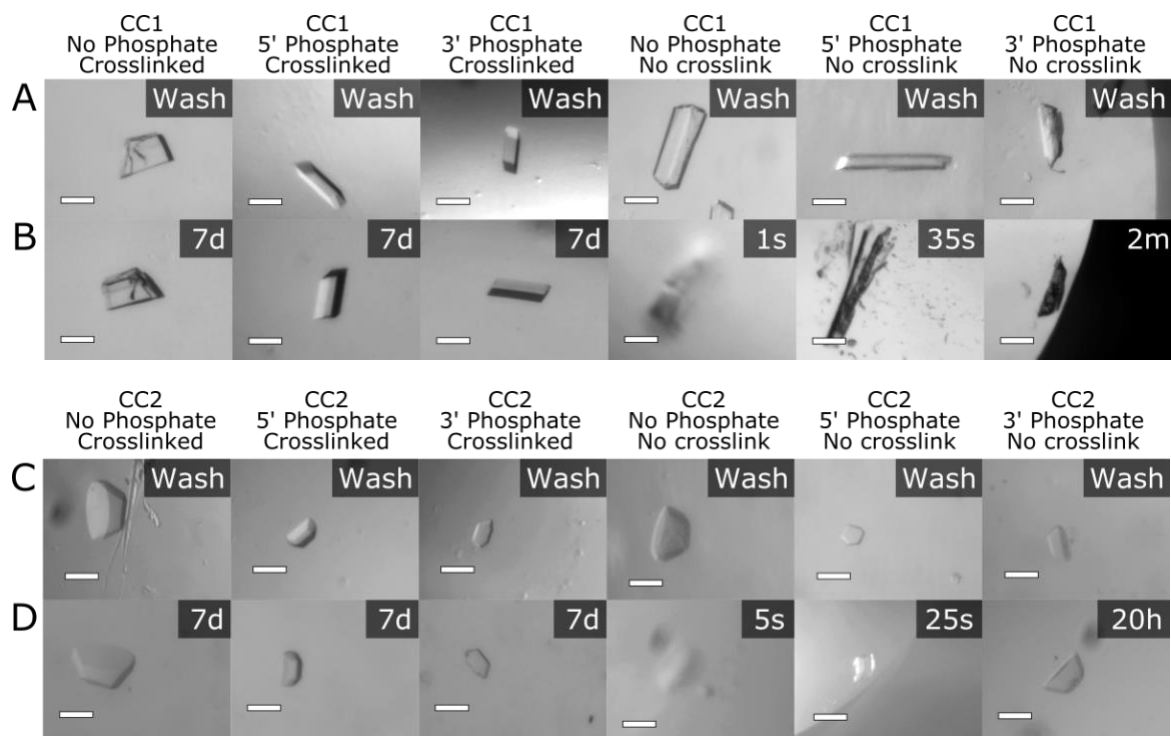 CC1 CC1 CC1 CC1 CC1 CC1
No Phosphate 5' Phosphate 3' Phosphate No Phosphate 5' Phosphate 3' Phosphate
Crosslinked Crosslinked Crosslinked No crosslink No crosslink No crosslink
A Wash Wash Wash Wash Wash Wash
B 7d 7d 7d 1s 35s 2m
CC2 CC2 CC2 CC2 CC2 CC2
No Phosphate 5' Phosphate 3' Phosphate No Phosphate 5' Phosphate 3' Phosphate
Crosslinked Crosslinked Crosslinked No crosslink No crosslink No crosslink
C Wash Wash Wash Wash Wash Wash
D 7d 7d 7d 5s 25s 20h